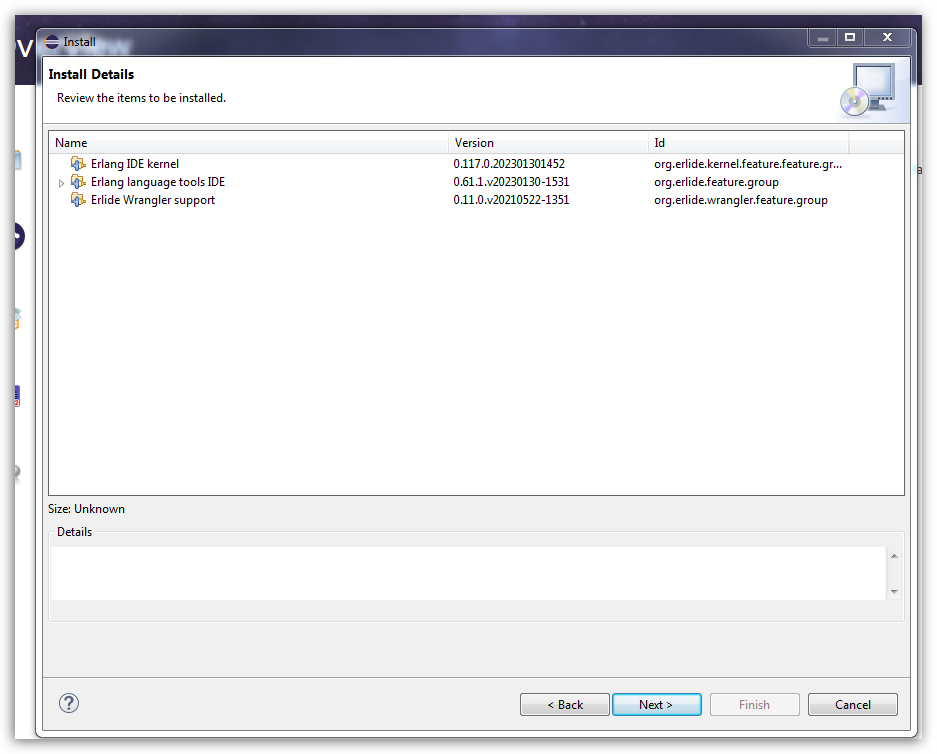 Install
Install Details
Review the items to be installed.
Name Version Id
Erlang IDE kernel 0.117.0.202301301452 org.erlide.kernel.feature.feature.gr...
Erlang language tools IDE 0.61.1.v20230130-1531 org.erlide.feature.group
Erlide Wrangler support 0.11.0.v20210522-1351 org.erlide.wrangler.feature.group
Size: Unknown
Details
?
< Back Next > Finish Cancel